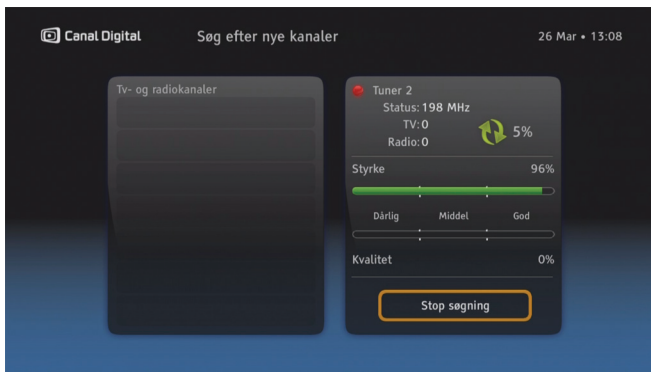 Canal Digital
Søg efter nye kanaler
26 Mar • 13:08
Tv- og radiokanaler
Tuner 2
Status: 198 MHz
TV: 0
Radio: 0
5%
Styrke 96%
Dårlig Middel God
Kvalitet 0%
Stop søgning